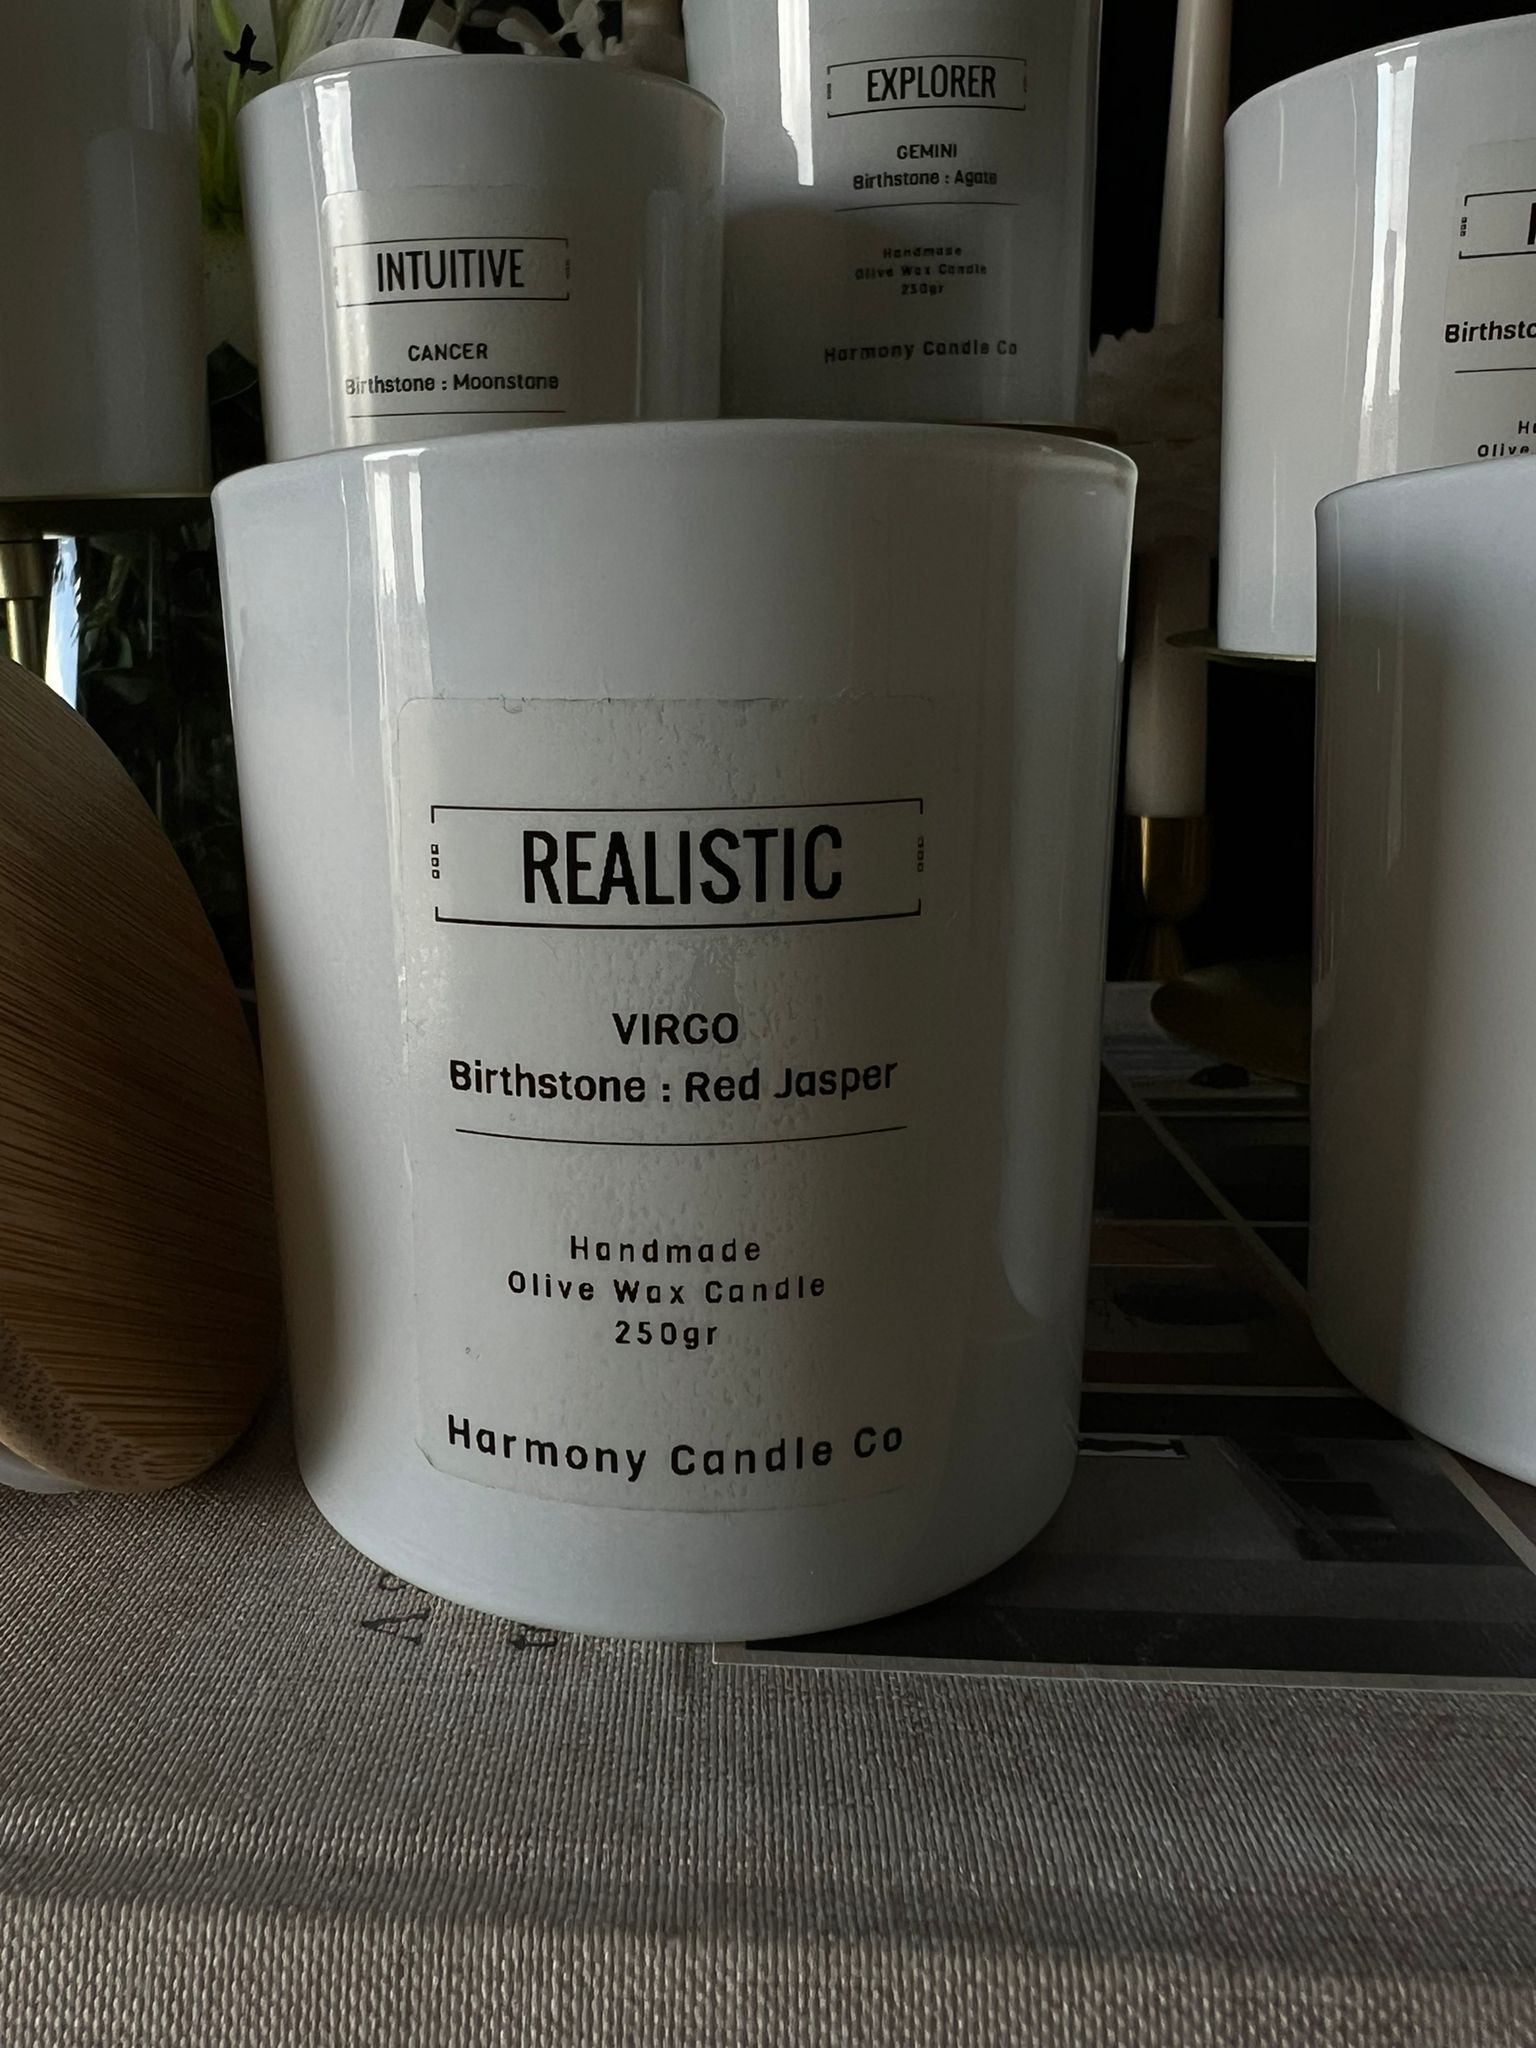 EXPLORER
GEMINI
Birthstone : Agate
Handmade
Olive Wax Candle
250gr
Harmony Candle Co
INTUITIVE
CANCER
Birthstone : Moonstone
REALISTIC
VIRGO
Birthstone : Red Jasper
Handmade
Olive Wax Candle
250gr
Harmony Candle Co